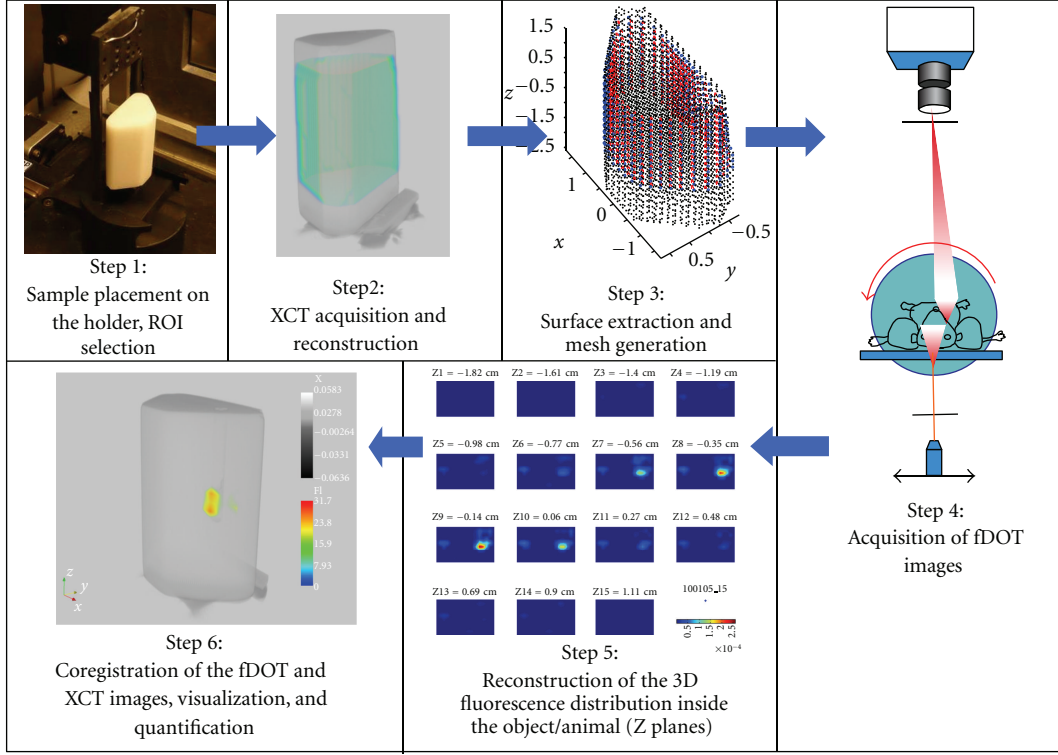 1.5
0.5
−0.5
z
−1.5
−2.5
1
0
−1
x
0.5
−0.5
y
Step 1:
Sample placement on
the holder, ROI
selection
Step2:
XCT acquisition and
reconstruction
Step 3:
Surface extraction and
mesh generation
Step 4:
Acquisition of fDOT
images
Z1 = −1.82 cm Z2 = −1.61 cm Z3 = −1.4 cm Z4 = −1.19 cm
Z5 = −0.98 cm Z6 = −0.77 cm Z7 = −0.56 cm Z8 = −0.35 cm
Z9 = −0.14 cm Z10 = 0.06 cm Z11 = 0.27 cm Z12 = 0.48 cm
Z13 = 0.69 cm Z14 = 0.9 cm Z15 = 1.11 cm
100105_15
0.5 1 1.5 2 2.5
×10−4
Step 5:
Reconstruction of the 3D
fluorescence distribution inside
the object/animal (Z planes)
X
0.0583
0.0278
−0.00264
−0.0331
−0.0636
Fl
31.7
23.8
15.9
7.93
0
z
y
x
Step 6:
Coregistration of the fDOT and
XCT images, visualization, and
quantification